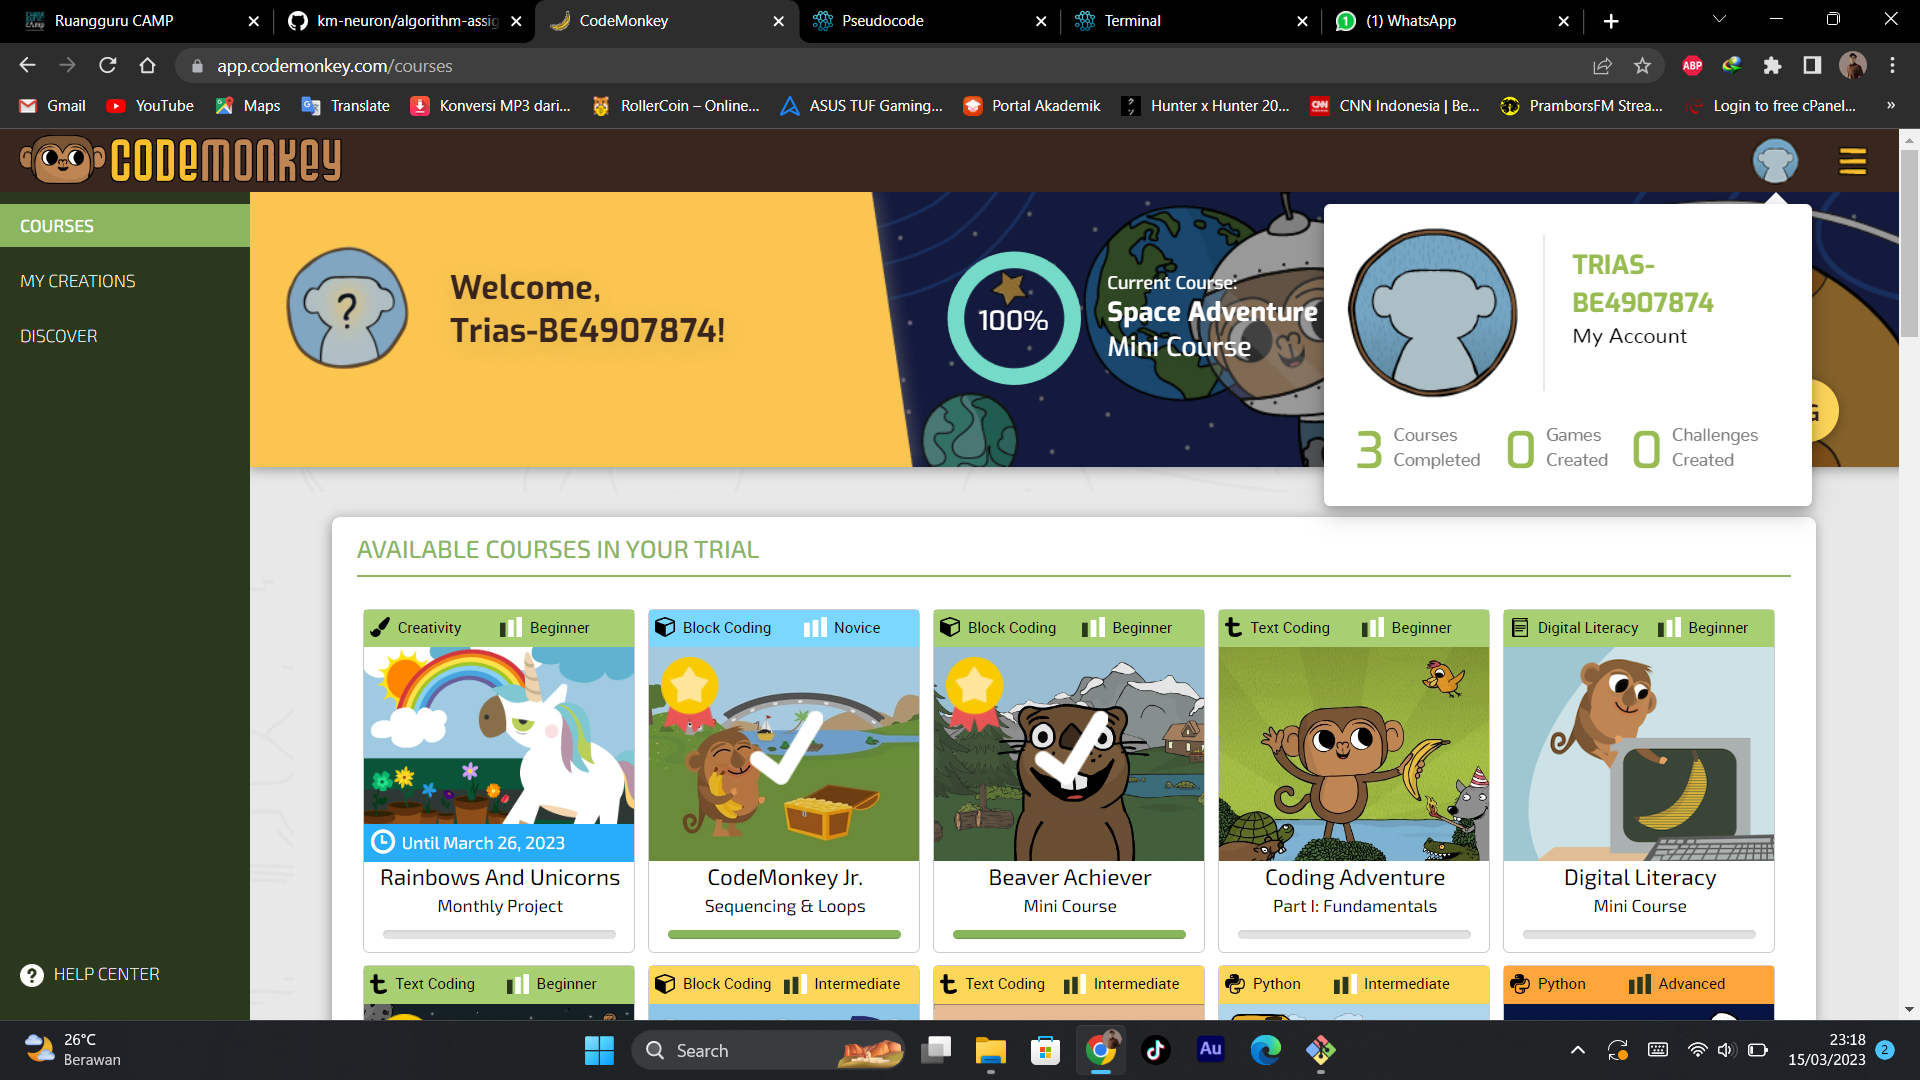 Ruangguru CAMP
km-neuron/algorithm-assig
CodeMonkey
Pseudocode
Terminal
(1) WhatsApp
app.codemonkey.com/courses
ABP
Gmail
YouTube
Maps
Translate
Konversi MP3 dari...
RollerCoin – Online...
ASUS TUF Gaming...
Portal Akademik
Hunter x Hunter 20...
CNN Indonesia | Be...
PramborsFM Strea...
Login to free cPanel...
»
CODEMONKEY
COURSES
MY CREATIONS
DISCOVER
HELP CENTER
?
Welcome,
Trias-BE4907874!
100%
Current Course:
Space Adventure
Mini Course
TRIAS-
BE4907874
My Account
3 Courses Completed
0 Games Created
0 Challenges Created
AVAILABLE COURSES IN YOUR TRIAL
Creativity Beginner
Until March 26, 2023
Rainbows And Unicorns
Monthly Project
Block Coding Novice
CodeMonkey Jr.
Sequencing & Loops
Block Coding Beginner
Beaver Achiever
Mini Course
Text Coding Beginner
Coding Adventure
Part I: Fundamentals
Digital Literacy Beginner
Digital Literacy
Mini Course
Text Coding Beginner
Block Coding Intermediate
Text Coding Intermediate
Python Intermediate
Python Advanced
26°C
Berawan
Search
Au
23:18
15/03/2023
2